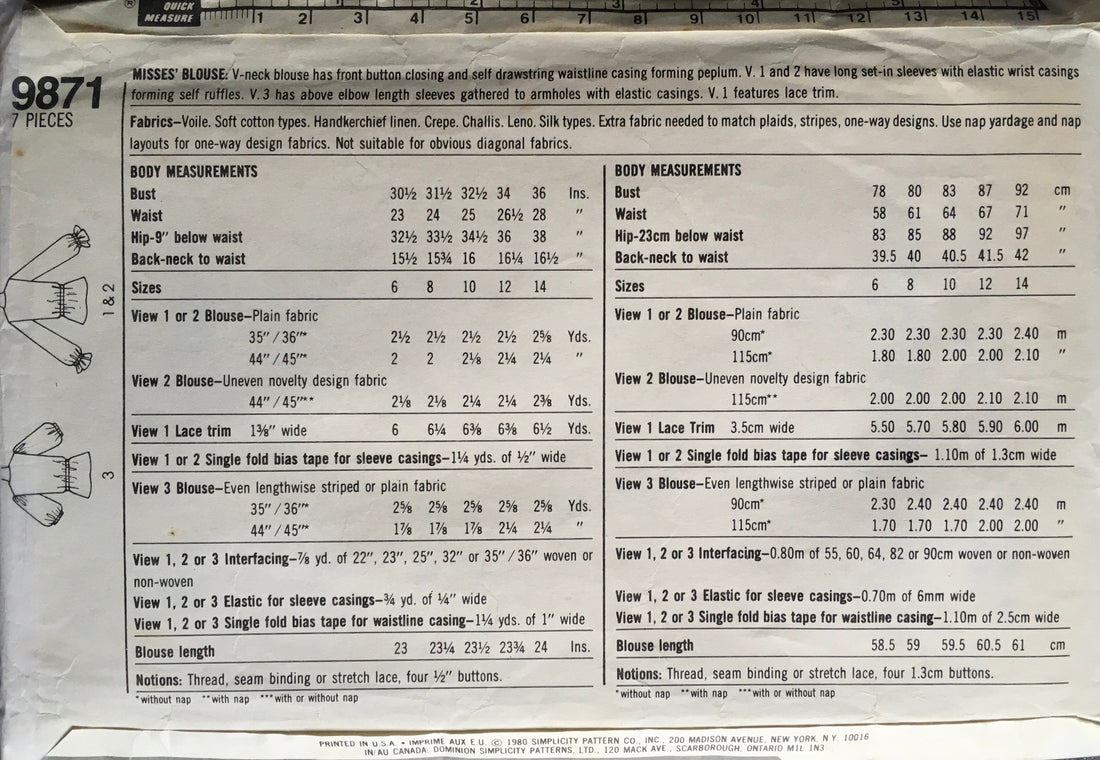 ® QUICK
MEASURE
1 2 3 4 5 6 7 8 9 10 11 12 13 14 15
9871
7 PIECES
MISSES' BLOUSE: V-neck blouse has front button closing and self drawstring waistline casing forming peplum. V. 1 and 2 have long set-in sleeves with elastic wrist casings
forming self ruffles. V. 3 has above elbow length sleeves gathered to armholes with elastic casings. V. 1 features lace trim.
Fabrics–Voile. Soft cotton types. Handkerchief linen. Crepe. Challis. Leno. Silk types. Extra fabric needed to match plaids, stripes, one-way designs. Use nap yardage and nap
layouts for one-way design fabrics. Not suitable for obvious diagonal fabrics.
BODY MEASUREMENTS
Bust 30½ 31½ 32½ 34 36 Ins.
Waist 23 24 25 26½ 28 ″
Hip-9″ below waist 32½ 33½ 34½ 36 38 ″
Back-neck to waist 15½ 15¾ 16 16¼ 16½ ″
Sizes 6 8 10 12 14
View 1 or 2 Blouse–Plain fabric
35″/36″* 2½ 2½ 2½ 2½ 2⅝ Yds.
44″/45″* 2 2 2⅛ 2¼ 2¼ ″
View 2 Blouse–Uneven novelty design fabric
44″/45″** 2⅛ 2⅛ 2¼ 2¼ 2⅜ Yds.
View 1 Lace trim 1⅜″ wide 6 6¼ 6⅜ 6⅜ 6½ Yds.
View 1 or 2 Single fold bias tape for sleeve casings–1¼ yds. of ½″ wide
View 3 Blouse–Even lengthwise striped or plain fabric
35″/36″* 2⅝ 2⅝ 2⅝ 2⅝ 2⅝ Yds.
44″/45″* 1⅞ 1⅞ 1⅞ 2¼ 2¼ ″
View 1, 2 or 3 Interfacing–⅞ yd. of 22″, 23″, 25″, 32″ or 35″/36″ woven or
non-woven
View 1, 2 or 3 Elastic for sleeve casings–¾ yd. of ¼″ wide
View 1, 2 or 3 Single fold bias tape for waistline casing–1¼ yds. of 1″ wide
Blouse length 23 23¼ 23½ 23¾ 24 Ins.
Notions: Thread, seam binding or stretch lace, four ½″ buttons.
*without nap **with nap ***with or without nap
BODY MEASUREMENTS
Bust 78 80 83 87 92 cm
Waist 58 61 64 67 71 ″
Hip-23cm below waist 83 85 88 92 97 ″
Back-neck to waist 39.5 40 40.5 41.5 42 ″
Sizes 6 8 10 12 14
View 1 or 2 Blouse–Plain fabric
90cm* 2.30 2.30 2.30 2.30 2.40 m
115cm* 1.80 1.80 2.00 2.00 2.10 ″
View 2 Blouse–Uneven novelty design fabric
115cm** 2.00 2.00 2.00 2.10 2.10 m
View 1 Lace Trim 3.5cm wide 5.50 5.70 5.80 5.90 6.00 m
View 1 or 2 Single fold bias tape for sleeve casings– 1.10m of 1.3cm wide
View 3 Blouse–Even lengthwise striped or plain fabric
90cm* 2.30 2.40 2.40 2.40 2.40 m
115cm* 1.70 1.70 1.70 2.00 2.00 ″
View 1, 2 or 3 Interfacing–0.80m of 55, 60, 64, 82 or 90cm woven or non-woven
View 1, 2 or 3 Elastic for sleeve casings–0.70m of 6mm wide
View 1, 2 or 3 Single fold bias tape for waistline casing–1.10m of 2.5cm wide
Blouse length 58.5 59 59.5 60.5 61 cm
Notions: Thread, seam binding or stretch lace, four 1.3cm buttons.
*without nap **with nap ***with or without nap
1 & 2
3
PRINTED IN U.S.A. • IMPRIME AUX E.U. © 1980 SIMPLICITY PATTERN CO., INC., 200 MADISON AVENUE, NEW YORK, N.Y. 10016
IN/AU CANADA: DOMINION SIMPLICITY PATTERNS, LTD., 120 MACK AVE., SCARBOROUGH, ONTARIO M1L 1N3